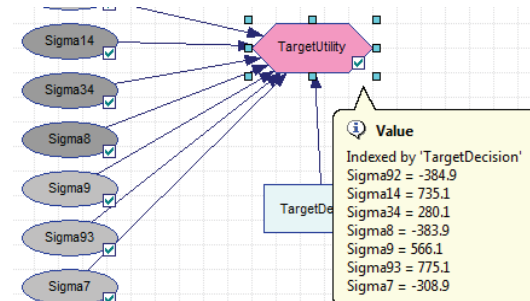 Sigma14
TargetUtility
Sigma34
Sigma8
Sigma9
Sigma93
Sigma7
TargetDe
Value
Indexed by 'TargetDecision'
Sigma92 = -384.9
Sigma14 = 735.1
Sigma34 = 280.1
Sigma8 = -383.9
Sigma9 = 566.1
Sigma93 = 775.1
Sigma7 = -308.9